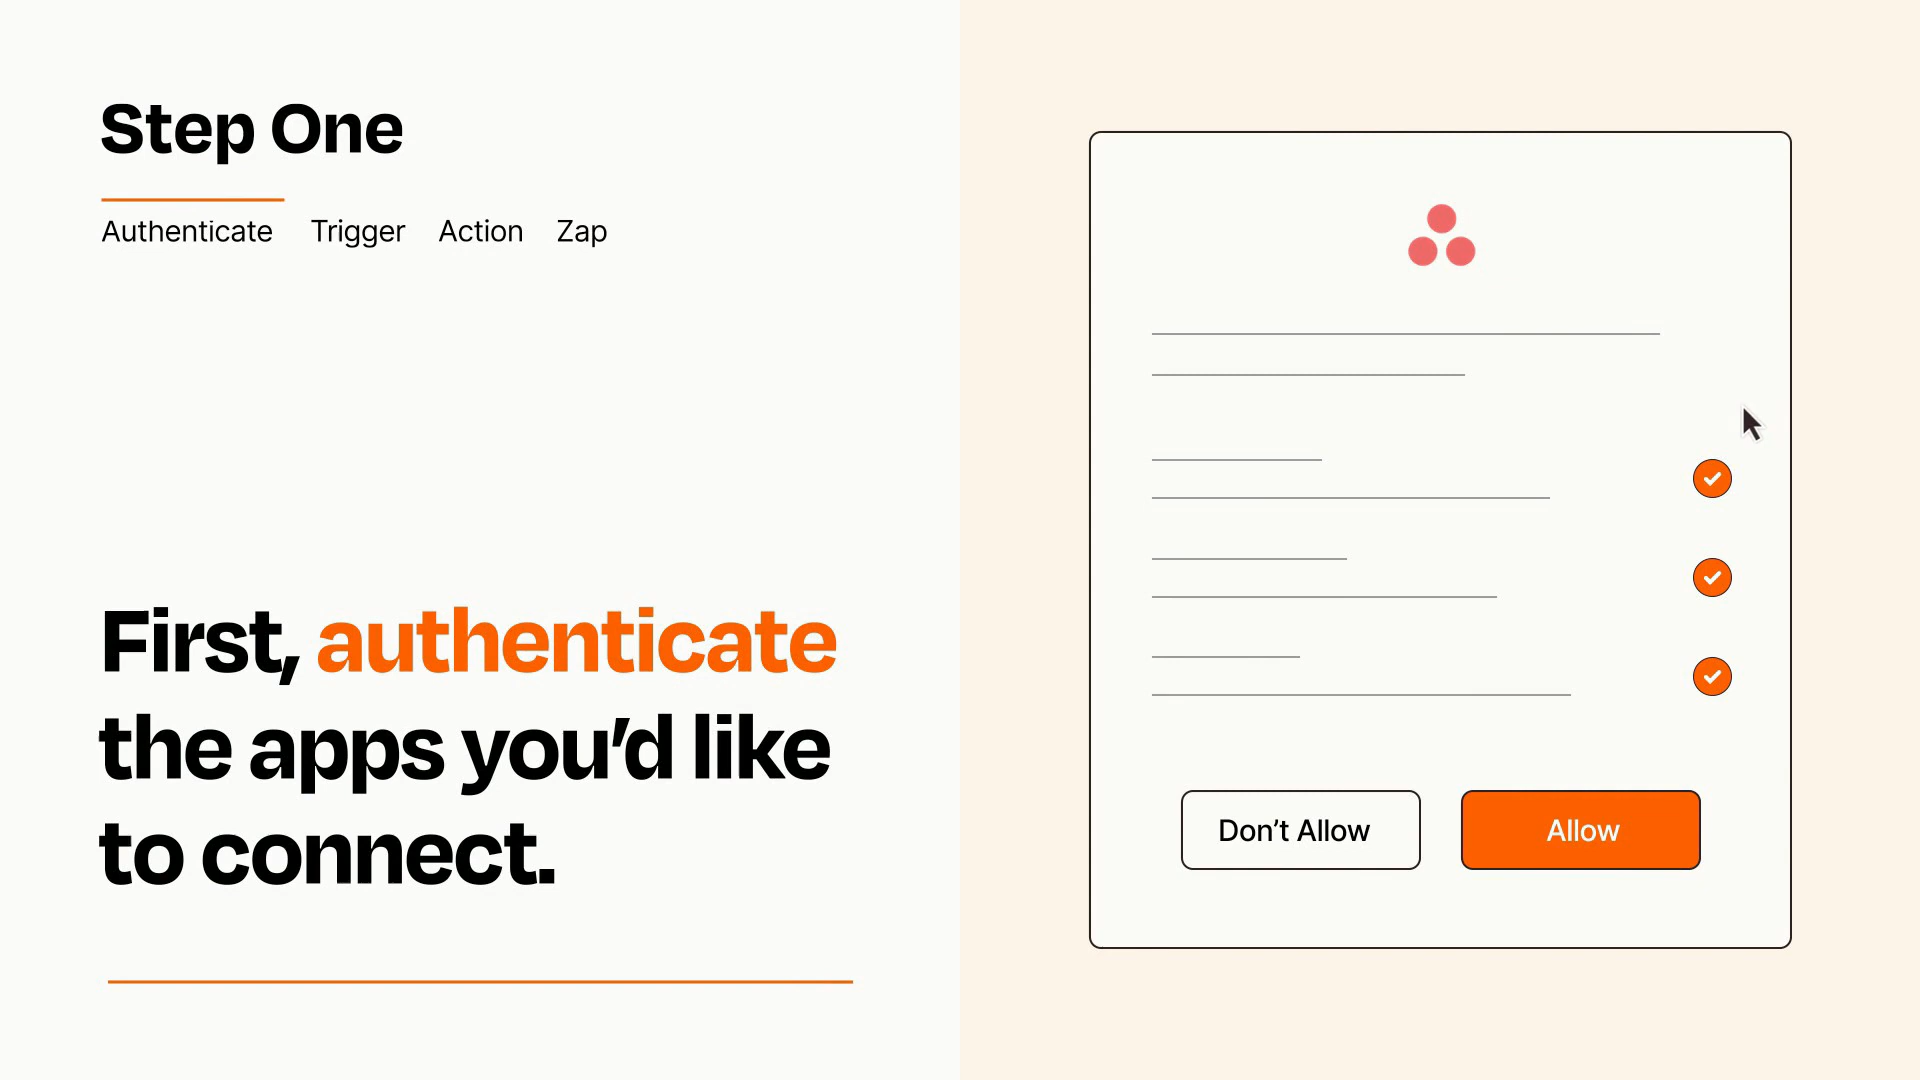 Step One
Authenticate Trigger Action Zap
First, authenticate
the apps you’d like
to connect.
Don’t Allow Allow